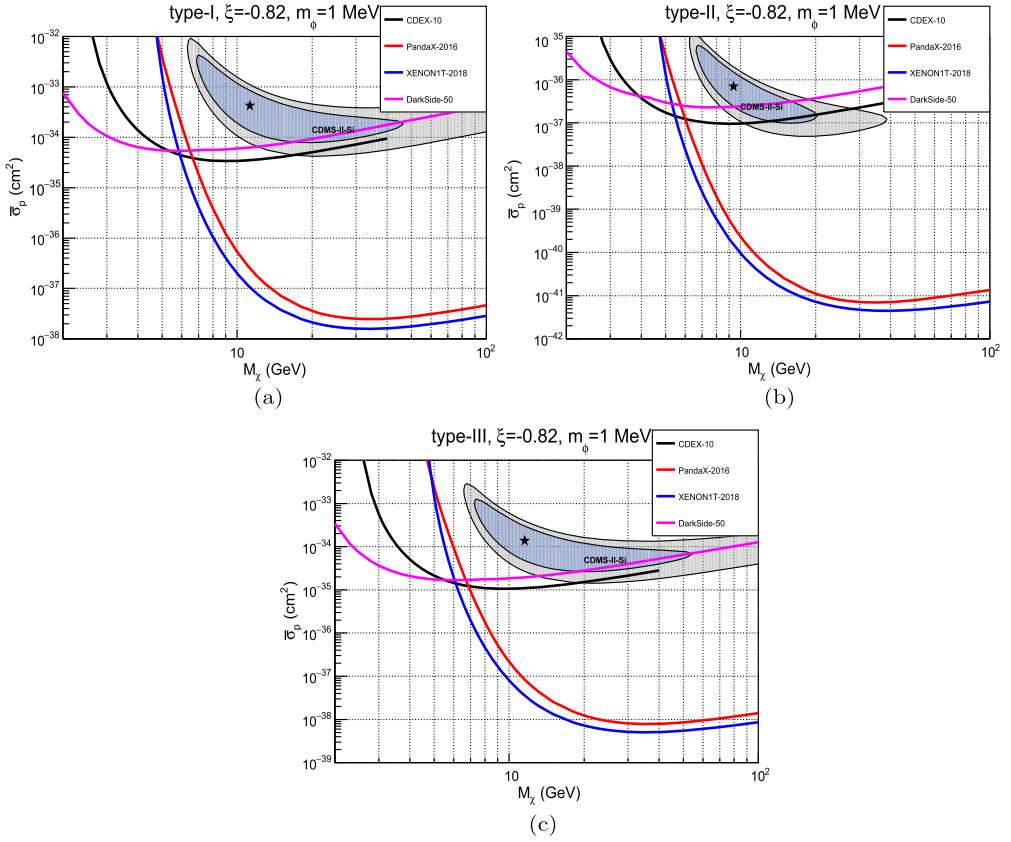 type-I, ξ=-0.82, m_ϕ=1 MeV
CDEX-10
PandaX-2016
XENON1T-2018
DarkSide-50
10^-32
10^-33
10^-34
10^-35
10^-36
10^-37
10^-38
σ̅_p (cm^2)
CDMS-II-Si
10
10^2
M_χ (GeV)
(a)
type-II, ξ=-0.82, m_ϕ=1 MeV
CDEX-10
PandaX-2016
XENON1T-2018
DarkSide-50
10^35
10^-36
10^-37
10^-38
10^-39
10^-40
10^-41
10^-42
σ̅_p (cm^2)
CDMS-II-Si
10
10^2
M_χ (GeV)
(b)
type-III, ξ=-0.82, m_ϕ=1 MeV
CDEX-10
PandaX-2016
XENON1T-2018
DarkSide-50
10^-32
10^-33
10^-34
10^-35
10^-36
10^-37
10^-38
10^-39
σ̅_p (cm^2)
CDMS-II-Si
10
10^2
M_χ (GeV)
(c)